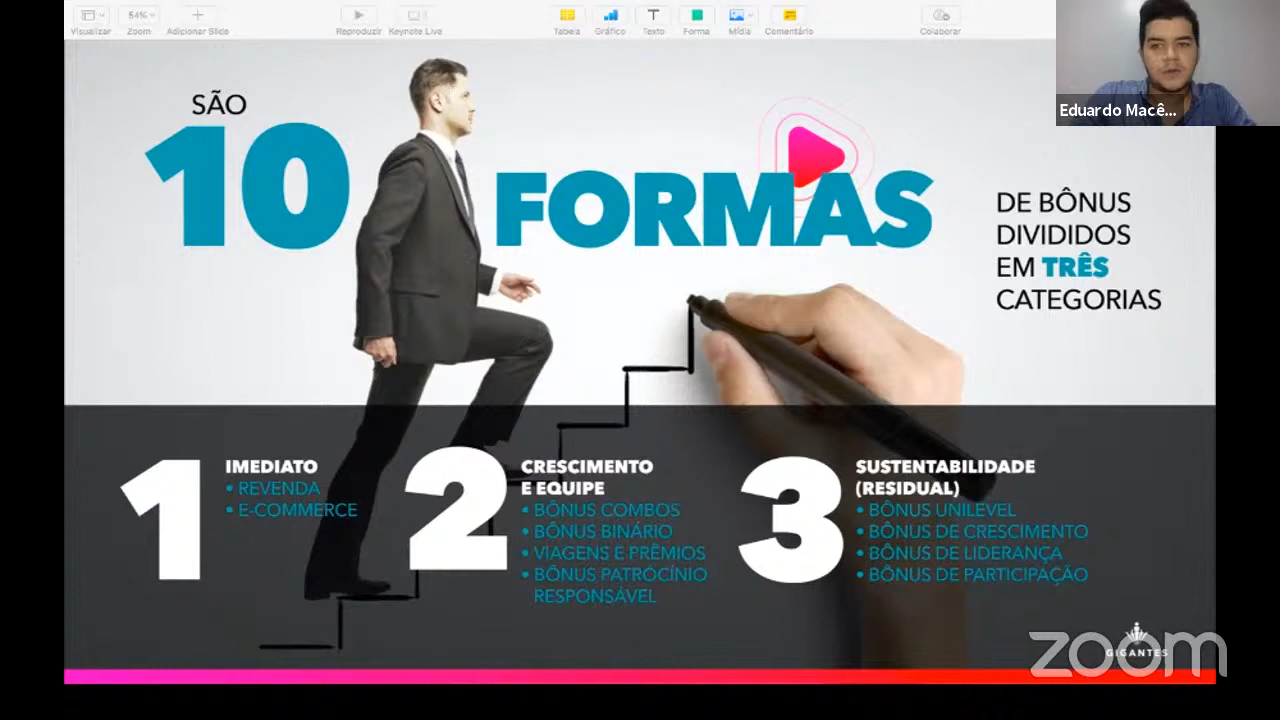 Visualizar
54%
Zoom
Adicionar Slide
Reproduzir
Keynote Live
Tabela
Gráfico
Texto
Forma
Mídia
Comentário
Colaborar
Eduardo Macê...
SÃO
10
FORMAS
DE BÔNUS
DIVIDIDOS
EM TRÊS
CATEGORIAS
1
IMEDIATO
• REVENDA
• E-COMMERCE
2
CRESCIMENTO
E EQUIPE
• BÔNUS COMBOS
• BÔNUS BINÁRIO
• VIAGENS E PRÊMIOS
• BÔNUS PATROCÍNIO
RESPONSÁVEL
3
SUSTENTABILIDADE
(RESIDUAL)
• BÔNUS UNILEVEL
• BÔNUS DE CRESCIMENTO
• BÔNUS DE LIDERANÇA
• BÔNUS DE PARTICIPAÇÃO
GIGANTES
zoom